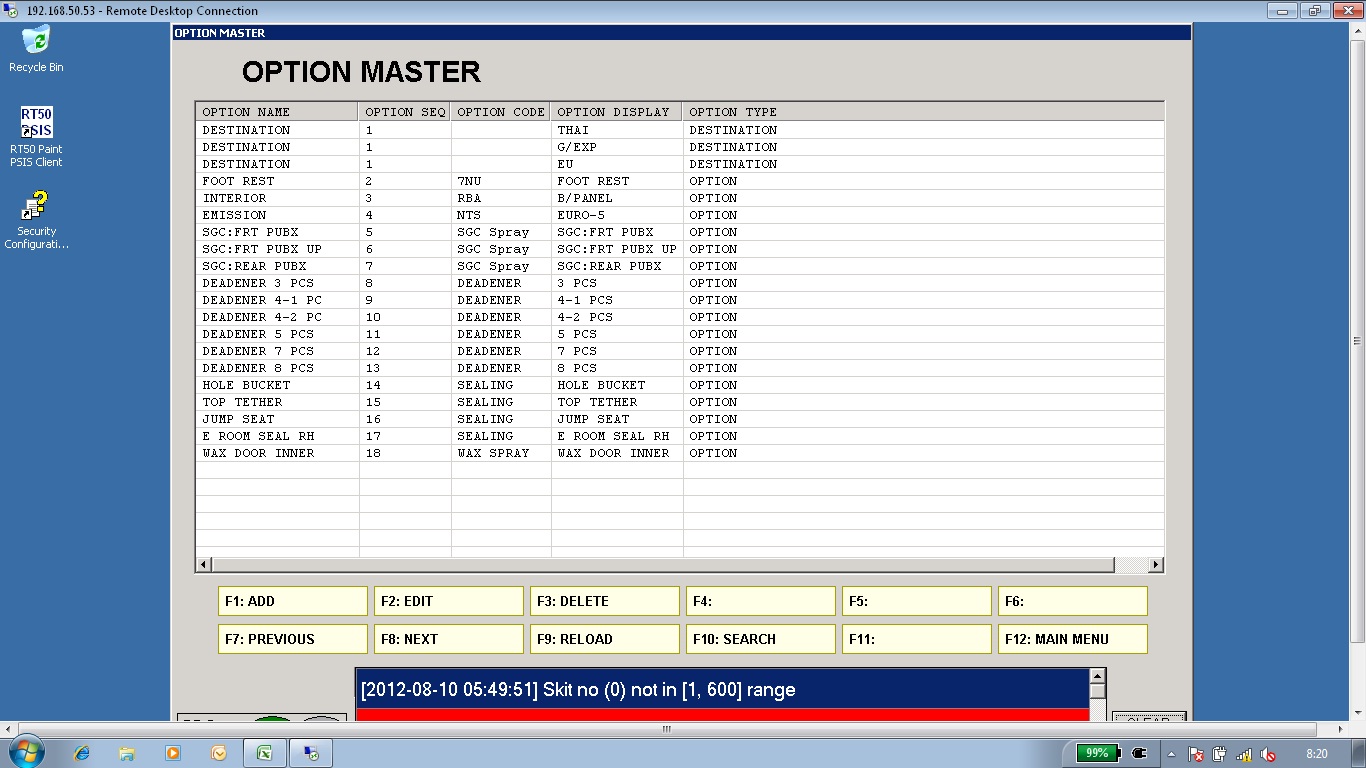 192.168.50.53 - Remote Desktop Connection
Recycle Bin
RT50
PSIS
RT50 Paint
PSIS Client
Security
Configurati...
OPTION MASTER
OPTION MASTER
OPTION NAME OPTION SEQ OPTION CODE OPTION DISPLAY OPTION TYPE
DESTINATION 1 THAI DESTINATION
DESTINATION 1 G/EXP DESTINATION
DESTINATION 1 EU DESTINATION
FOOT REST 2 7NU FOOT REST OPTION
INTERIOR 3 RBA B/PANEL OPTION
EMISSION 4 NTS EURO-5 OPTION
SGC:FRT PUBX 5 SGC Spray SGC:FRT PUBX OPTION
SGC:FRT PUBX UP 6 SGC Spray SGC:FRT PUBX UP OPTION
SGC:REAR PUBX 7 SGC Spray SGC:REAR PUBX OPTION
DEADENER 3 PCS 8 DEADENER 3 PCS OPTION
DEADENER 4-1 PC 9 DEADENER 4-1 PCS OPTION
DEADENER 4-2 PC 10 DEADENER 4-2 PCS OPTION
DEADENER 5 PCS 11 DEADENER 5 PCS OPTION
DEADENER 7 PCS 12 DEADENER 7 PCS OPTION
DEADENER 8 PCS 13 DEADENER 8 PCS OPTION
HOLE BUCKET 14 SEALING HOLE BUCKET OPTION
TOP TETHER 15 SEALING TOP TETHER OPTION
JUMP SEAT 16 SEALING JUMP SEAT OPTION
E ROOM SEAL RH 17 SEALING E ROOM SEAL RH OPTION
WAX DOOR INNER 18 WAX SPRAY WAX DOOR INNER OPTION
F1: ADD F2: EDIT F3: DELETE F4: F5: F6:
F7: PREVIOUS F8: NEXT F9: RELOAD F10: SEARCH F11: F12: MAIN MENU
[2012-08-10 05:49:51] Skit no (0) not in [1, 600] range
CLEAR
99% 8:20